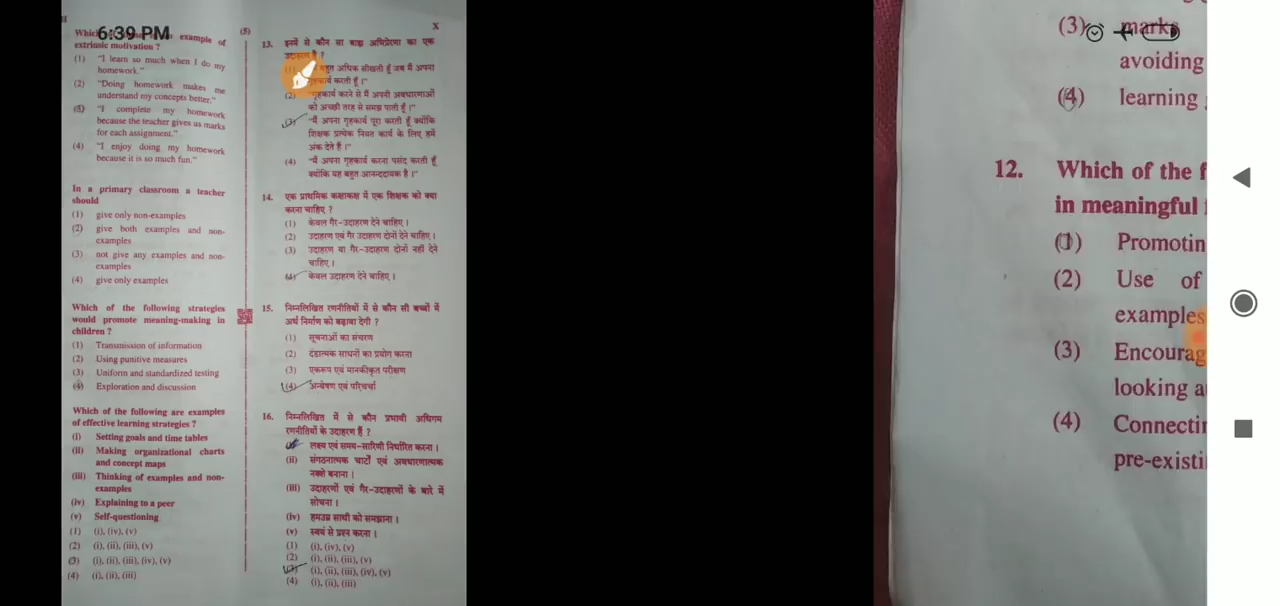 6:39 PM
(5)
X
Which example of
extrinsic motivation ?
(1) "I learn so much when I do my
homework."
(2) "Doing homework makes me
understand my concepts better."
(3) "I complete my homework
because the teacher gives us marks
for each assignment."
(4) "I enjoy doing my homework
because it is so much fun."
In a primary classroom a teacher
should
(1) give only non-examples
(2) give both examples and non-
examples
(3) not give any examples and non-
examples
(4) give only examples
Which of the following strategies
would promote meaning-making in
children ?
(1) Transmission of information
(2) Using punitive measures
(3) Uniform and standardized testing
(4) Exploration and discussion
Which of the following are examples
of effective learning strategies ?
(i) Setting goals and time tables
(ii) Making organizational charts
and concept maps
(iii) Thinking of examples and non-
examples
(iv) Explaining to a peer
(v) Self-questioning
(1) (i), (iv), (v)
(2) (i), (ii), (iii), (v)
(3) (i), (ii), (iii), (iv), (v)
(4) (i), (ii), (iii)
13. इनमें से कौन सा बाह्य अभिप्रेरणा का एक
उदाहरण है ?
बहुत अधिक सीखती हूँ जब मैं अपना
गृहकार्य करती हूँ।"
(2) "गृहकार्य करने से मैं अपनी अवधारणाओं
को अच्छी तरह से समझ पाती हूँ।"
(3) "मैं अपना गृहकार्य पूरा करती हूँ क्योंकि
शिक्षक प्रत्येक नियत कार्य के लिए हमें
अंक देते हैं।"
(4) "मैं अपना गृहकार्य करना पसंद करती हूँ
क्योंकि यह बहुत आनन्ददायक है।"
14. एक प्राथमिक कक्षाकक्ष में एक शिक्षक को क्या
करना चाहिए ?
(1) केवल गैर-उदाहरण देने चाहिए।
(2) उदाहरण एवं गैर उदाहरण दोनों देने चाहिए।
(3) उदाहरण या गैर-उदाहरण दोनों नहीं देने
चाहिए।
(4) केवल उदाहरण देने चाहिए।
15. निम्नलिखित रणनीतियों में से कौन सी बच्चों में
अर्थ निर्माण को बढ़ावा देगी ?
(1) सूचनाओं का संचरण
(2) दंडात्मक साधनों का प्रयोग करना
(3) एकरूप एवं मानकीकृत परीक्षण
(4) अन्वेषण एवं परिचर्चा
16. निम्नलिखित में से कौन प्रभावी अधिगम
रणनीतियों के उदाहरण हैं ?
लक्ष्य एवं समय-सारिणी निर्धारित करना।
(ii) संगठनात्मक चार्टों एवं अवधारणात्मक
नक्शे बनाना।
(iii) उदाहरणों एवं गैर-उदाहरणों के बारे में
सोचना।
(iv) हमउम्र साथी को समझाना।
(v) स्वयं से प्रश्न करना।
(1) (i), (iv), (v)
(2) (i), (ii), (iii), (v)
(3) (i), (ii), (iii), (iv), (v)
(4) (i), (ii), (iii)
(3) marks
avoiding
(4) learning
12. Which of the f
in meaningful
(1) Promotin
(2) Use of
examples
(3) Encourag
looking a
(4) Connectin
pre-existi